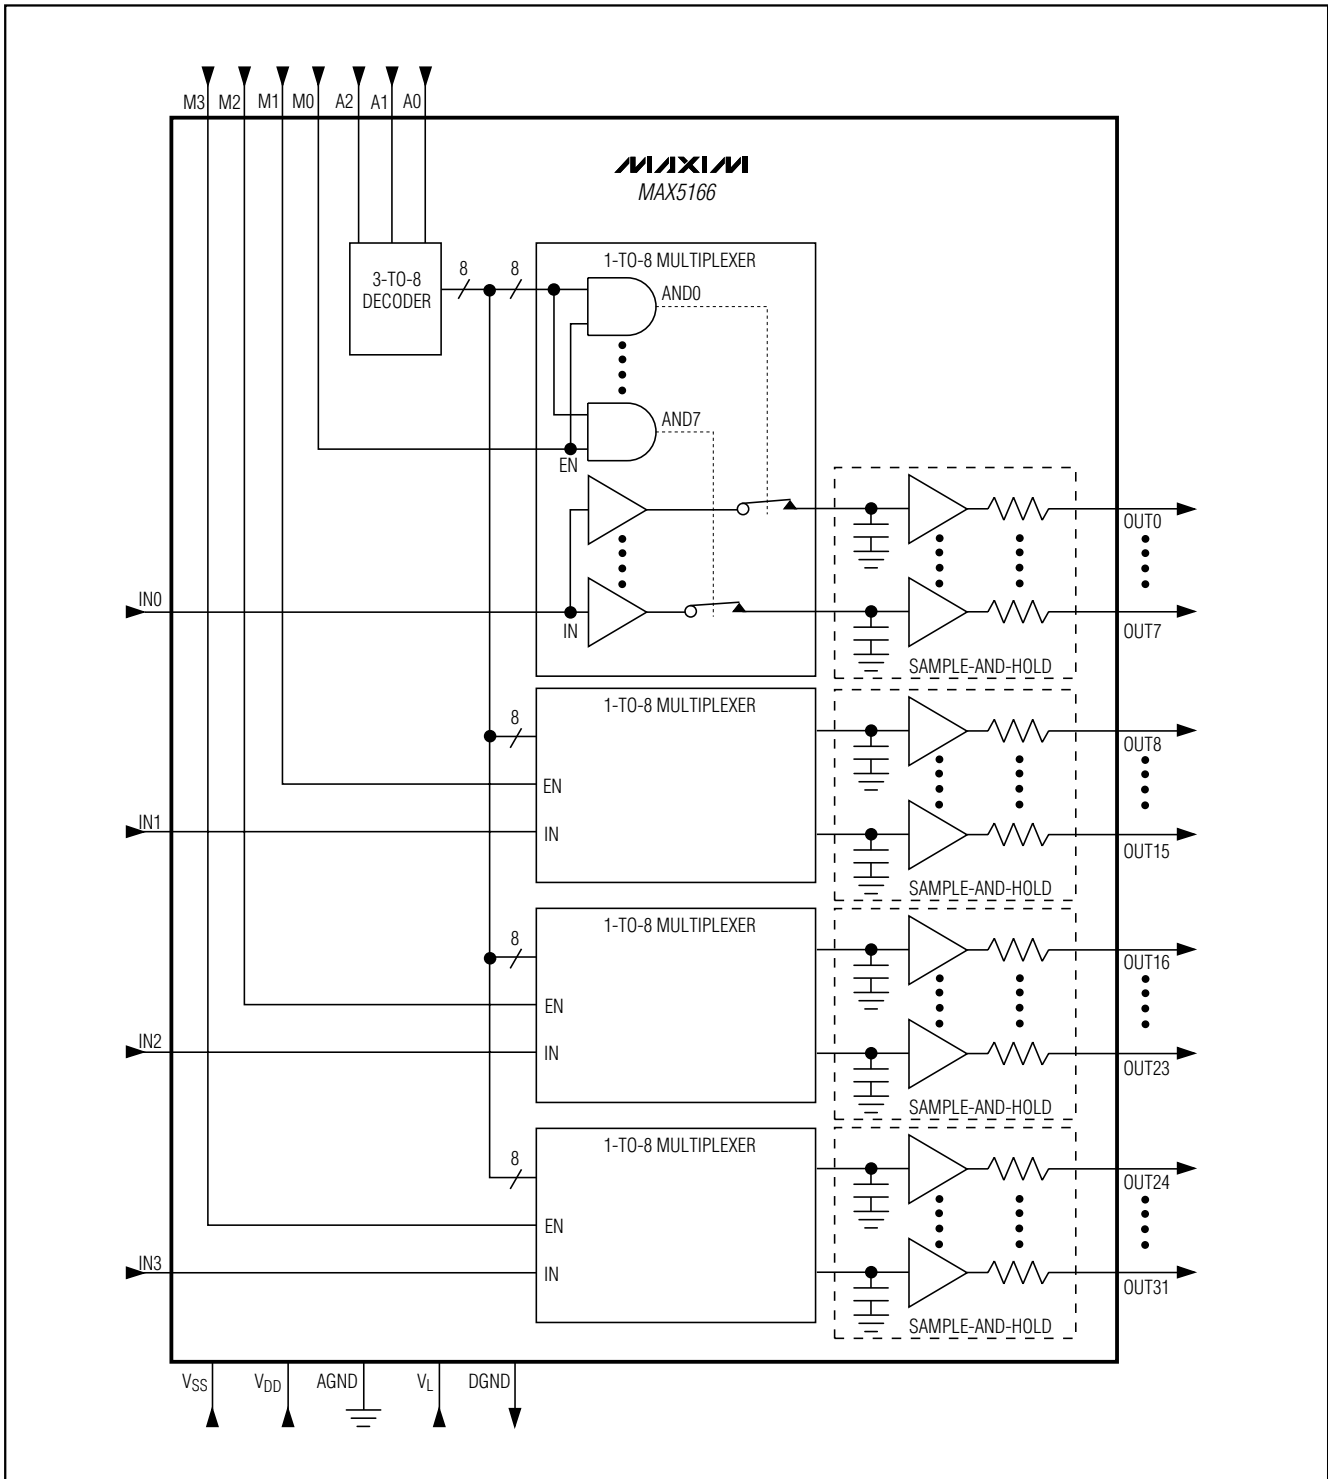 M3 M2 M1 M0 A2 A1 A0
MAXIM
MAX5166
3-TO-8
DECODER
8
8
1-TO-8 MULTIPLEXER
AND0
AND7
EN
IN0
IN
OUT0
OUT7
SAMPLE-AND-HOLD
1-TO-8 MULTIPLEXER
8
EN
IN1
IN
OUT8
OUT15
SAMPLE-AND-HOLD
1-TO-8 MULTIPLEXER
8
EN
IN2
IN
OUT16
OUT23
SAMPLE-AND-HOLD
1-TO-8 MULTIPLEXER
8
EN
IN3
IN
OUT24
OUT31
SAMPLE-AND-HOLD
VSS VDD AGND VL DGND